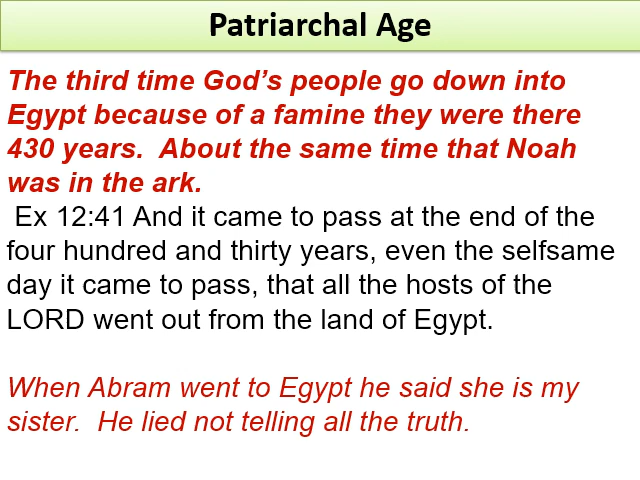 Patriarchal Age
The third time God’s people go down into
Egypt because of a famine they were there
430 years.  About the same time that Noah
was in the ark.
Ex 12:41 And it came to pass at the end of the
four hundred and thirty years, even the selfsame
day it came to pass, that all the hosts of the
LORD went out from the land of Egypt.
When Abram went to Egypt he said she is my
sister.  He lied not telling all the truth.